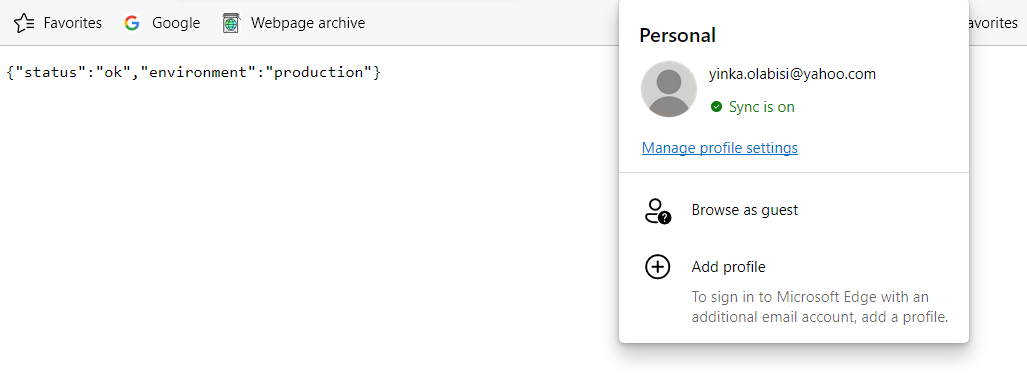 Favorites
Google
Webpage archive
avorites
{"status":"ok","environment":"production"}
Personal
yinka.olabisi@yahoo.com
Sync is on
Manage profile settings
Browse as guest
Add profile
To sign in to Microsoft Edge with an
additional email account, add a profile.